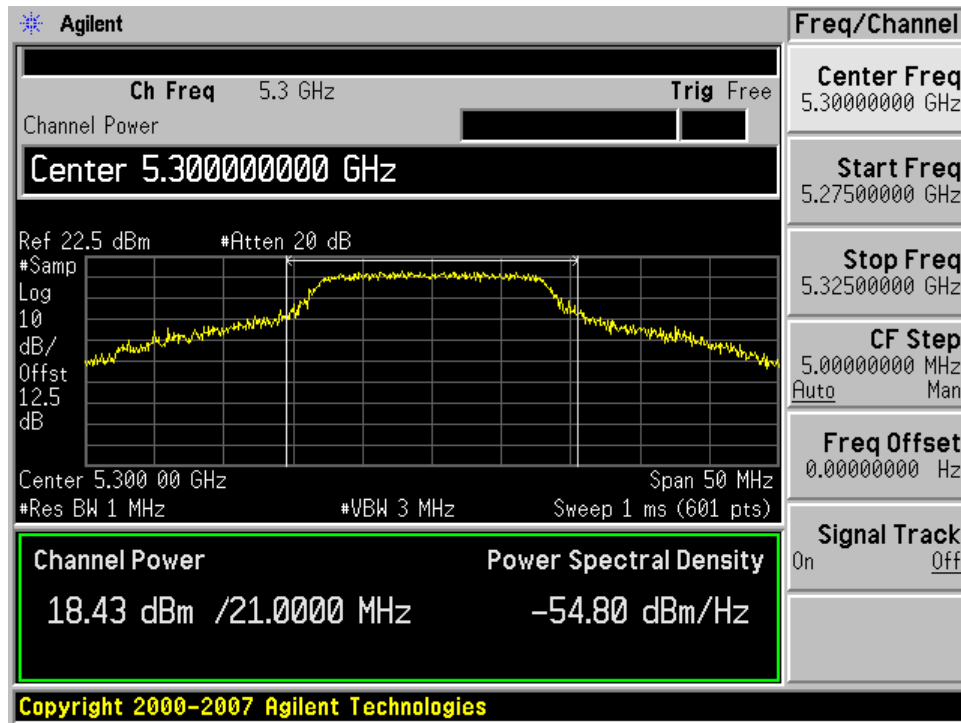 Agilent
Freq/Channel
Ch Freq 5.3 GHz Trig Free
Channel Power
Center 5.300000000 GHz
Ref 22.5 dBm #Atten 20 dB
#Samp
Log
10
dB/
Offst
12.5
dB
Center 5.300 00 GHz Span 50 MHz
#Res BW 1 MHz #VBW 3 MHz Sweep 1 ms (601 pts)
Channel Power Power Spectral Density
18.43 dBm /21.0000 MHz -54.80 dBm/Hz
Copyright 2000-2007 Agilent Technologies
Center Freq
5.30000000 GHz
Start Freq
5.27500000 GHz
Stop Freq
5.32500000 GHz
CF Step
5.00000000 MHz
Auto Man
Freq Offset
0.00000000 Hz
Signal Track
On Off